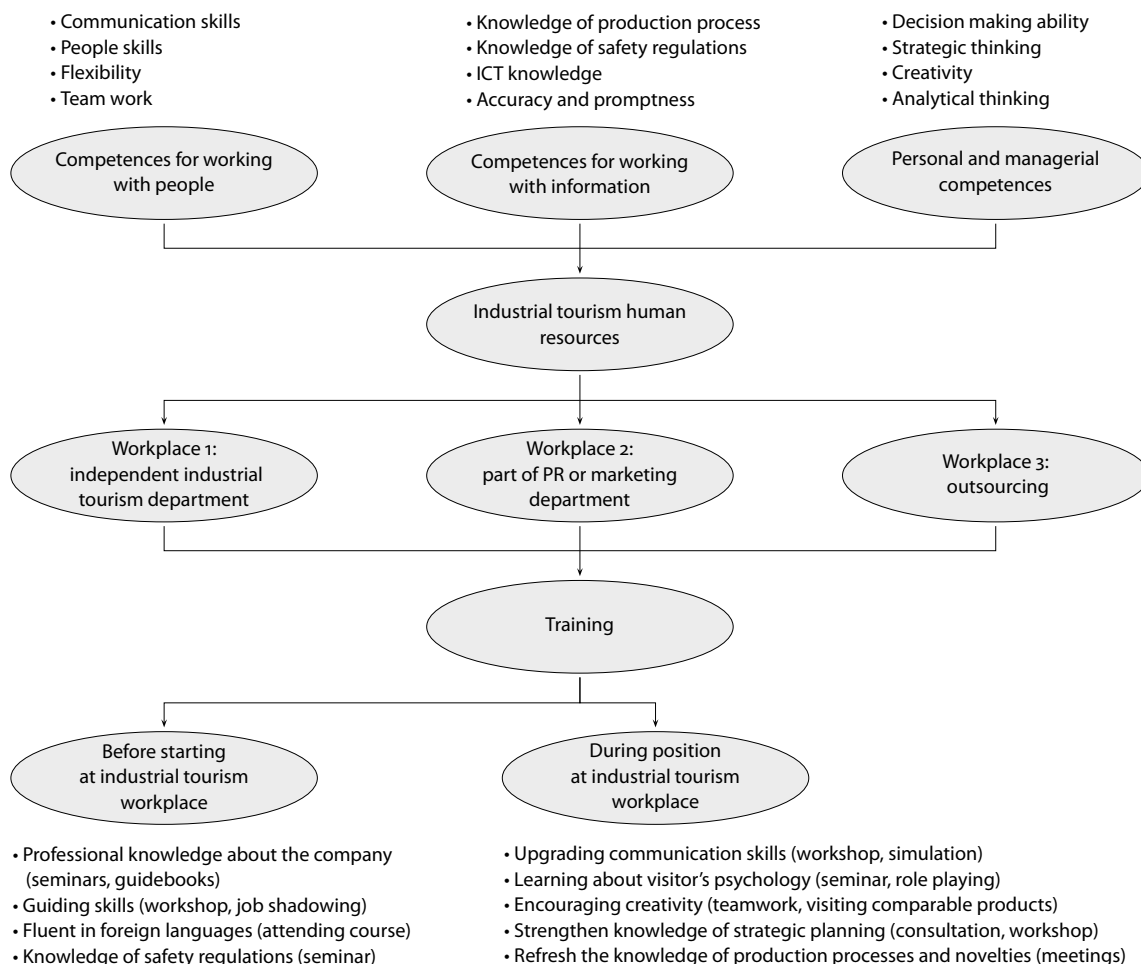 • Communication skills
• People skills
• Flexibility
• Team work
• Knowledge of production process
• Knowledge of safety regulations
• ICT knowledge
• Accuracy and promptness
• Decision making ability
• Strategic thinking
• Creativity
• Analytical thinking
Competences for working
with people
Competences for working
with information
Personal and managerial
competences
Industrial tourism human
resources
Workplace 1:
independent industrial
tourism department
Workplace 2:
part of PR or marketing
department
Workplace 3:
outsourcing
Training
Before starting
at industrial tourism
workplace
During position
at industrial tourism
workplace
• Professional knowledge about the company
(seminars, guidebooks)
• Guiding skills (workshop, job shadowing)
• Fluent in foreign languages (attending course)
• Knowledge of safety regulations (seminar)
• Upgrading communication skills (workshop, simulation)
• Learning about visitor’s psychology (seminar, role playing)
• Encouraging creativity (teamwork, visiting comparable products)
• Strengthen knowledge of strategic planning (consultation, workshop)
• Refresh the knowledge of production processes and novelties (meetings)